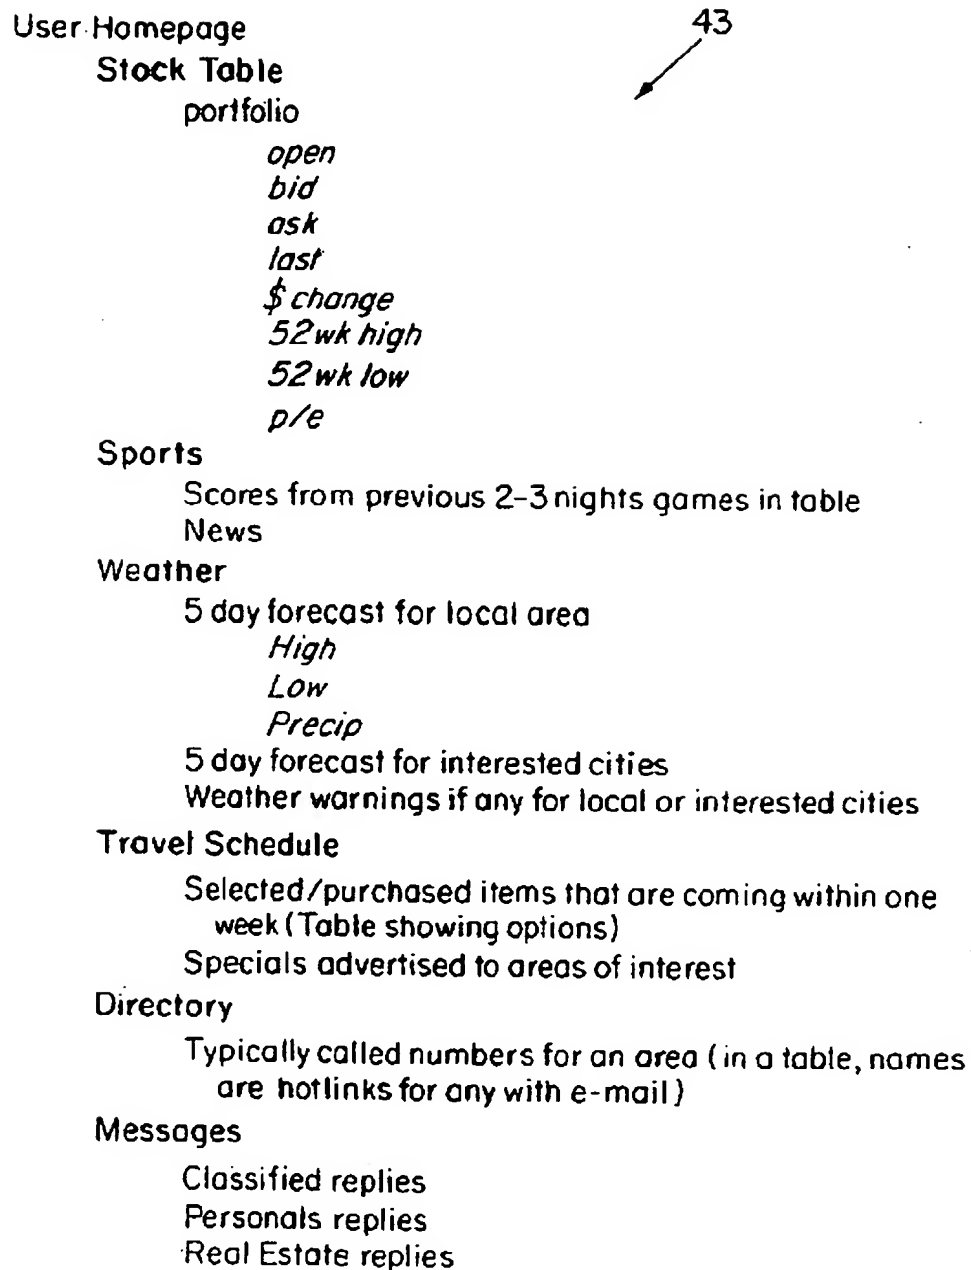 User Homepage
43
Stock Table
portfolio
open
bid
ask
last
$ change
52wk high
52wk low
p/e
Sports
Scores from previous 2-3 nights games in table
News
Weather
5 day forecast for local area
High
Low
Precip
5 day forecast for interested cities
Weather warnings if any for local or interested cities
Travel Schedule
Selected/purchased items that are coming within one
week (Table showing options)
Specials advertised to areas of interest
Directory
Typically called numbers for an area (in a table, names
are hotlinks for any with e-mail)
Messages
Classified replies
Personals replies
Real Estate replies